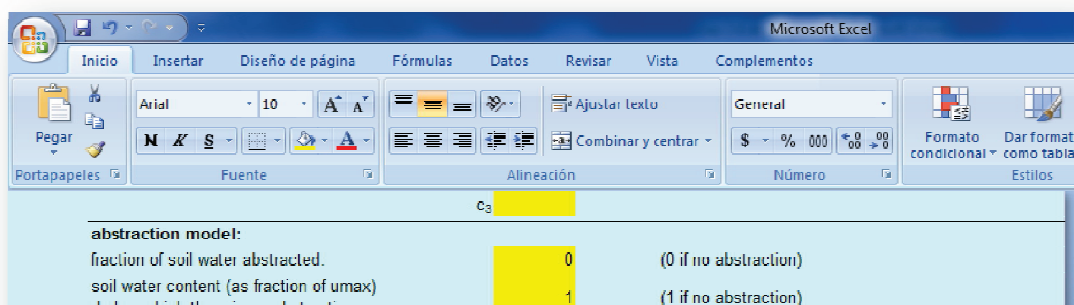 Microsoft Excel
Inicio Insertar Diseño de página Fórmulas Datos Revisar Vista Complementos
Pegar
Arial 10 A A
N K S A
Ajustar texto
Combinar y centrar
General
$ % 000
Formato condicional
Dar format como tabla
Portapapeles Fuente Alineación Número Estilos
c3
abstraction model:
fraction of soil water abstracted. 0 (0 if no abstraction)
soil water content (as fraction of umax)
1 (1 if no abstraction)